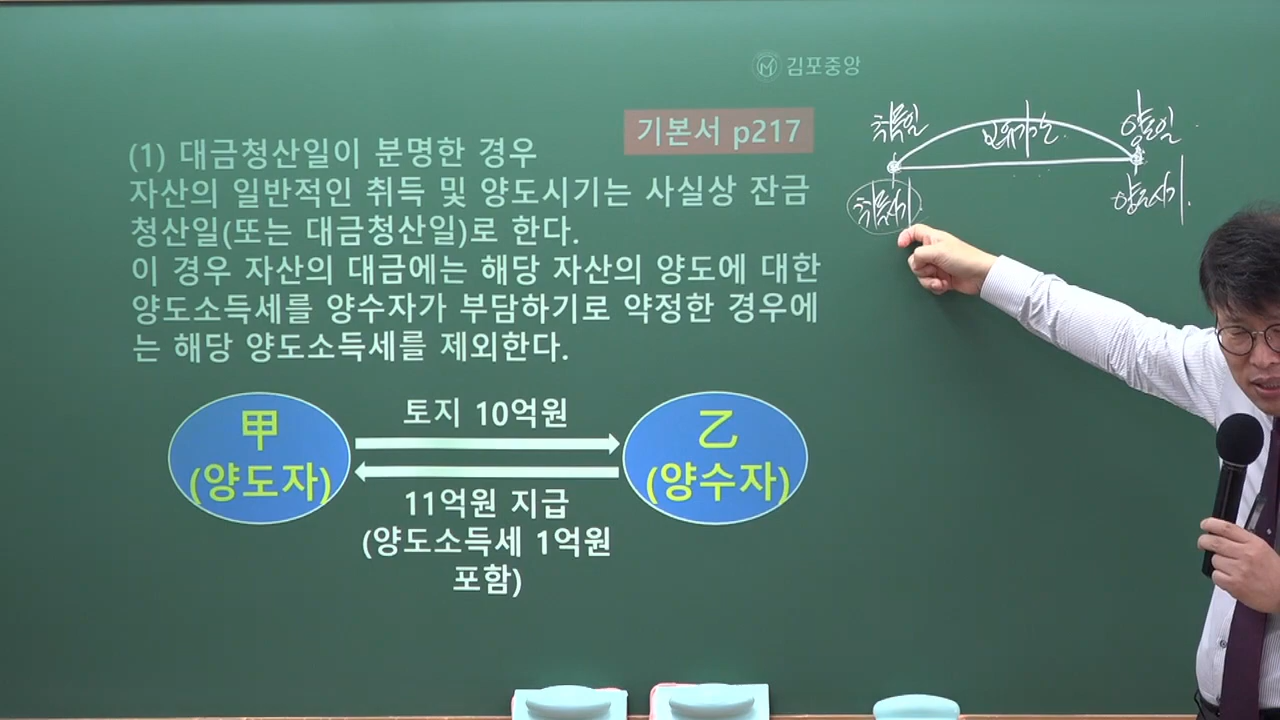 김포중앙
기본서 p217
(1) 대금청산일이 분명한 경우
자산의 일반적인 취득 및 양도시기는 사실상 잔금
청산일(또는 대금청산일)로 한다.
이 경우 자산의 대금에는 해당 자산의 양도에 대한
양도소득세를 양수자가 부담하기로 약정한 경우에
는 해당 양도소득세를 제외한다.
甲
(양도자)
토지 10억원
乙
(양수자)
11억원 지급
(양도소득세 1억원
포함)
취득일
보유기간
양도일
취득시기
양도시기